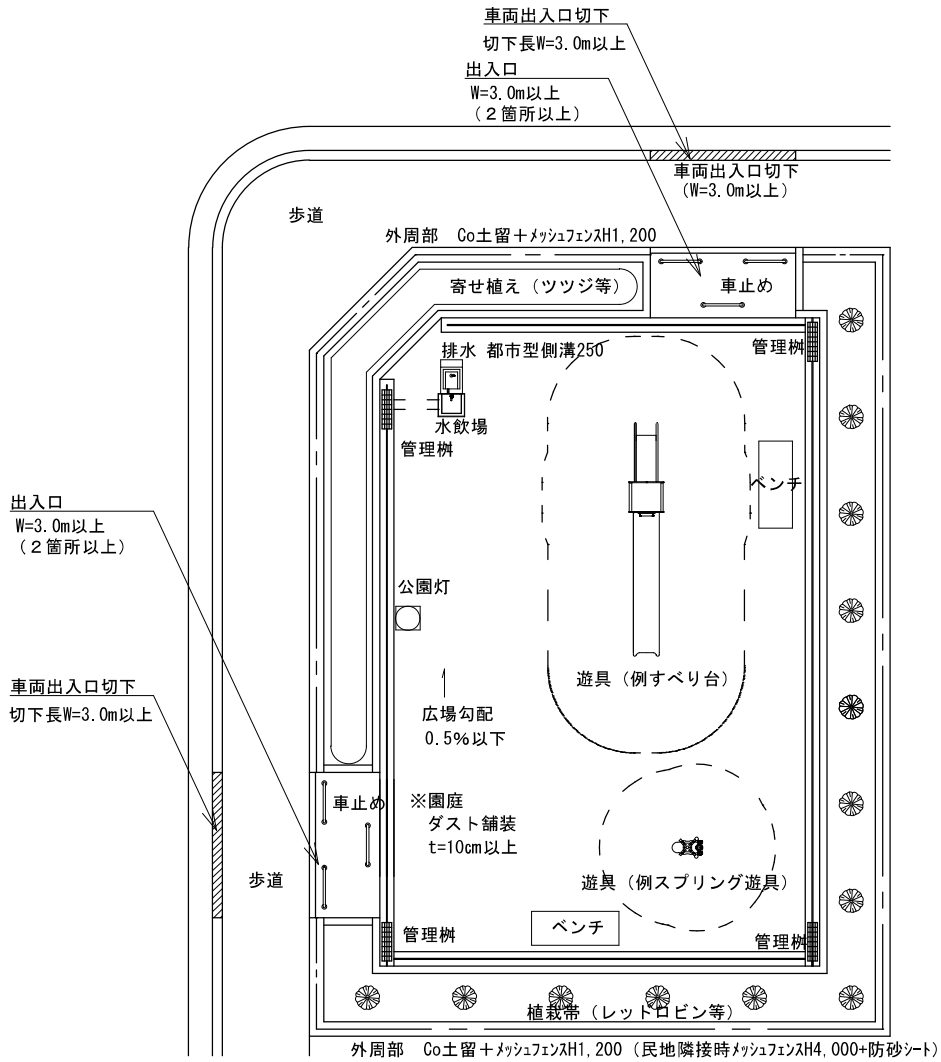 車両出入口切下
切下長W=3.0m以上
出入口
W=3.0m以上
(２箇所以上)
車両出入口切下
(W=3.0m以上)
歩道
外周部 Co土留+メッシュフェンスH1,200
寄せ植え（ツツジ等）
車止め
排水 都市型側溝250
管理桝
水飲場
管理桝
ベンチ
出入口
W=3.0m以上
(２箇所以上)
公園灯
遊具（例すべり台）
車両出入口切下
切下長W=3.0m以上
広場勾配
0.5%以下
車止め
※園庭
ダスト舗装
t=10cm以上
歩道
遊具（例スプリング遊具）
管理桝
ベンチ
管理桝
植栽帯（レッドロビン等）
外周部 Co土留+メッシュフェンスH1,200（民地隣接時メッシュフェンスH4,000+防砂シート）